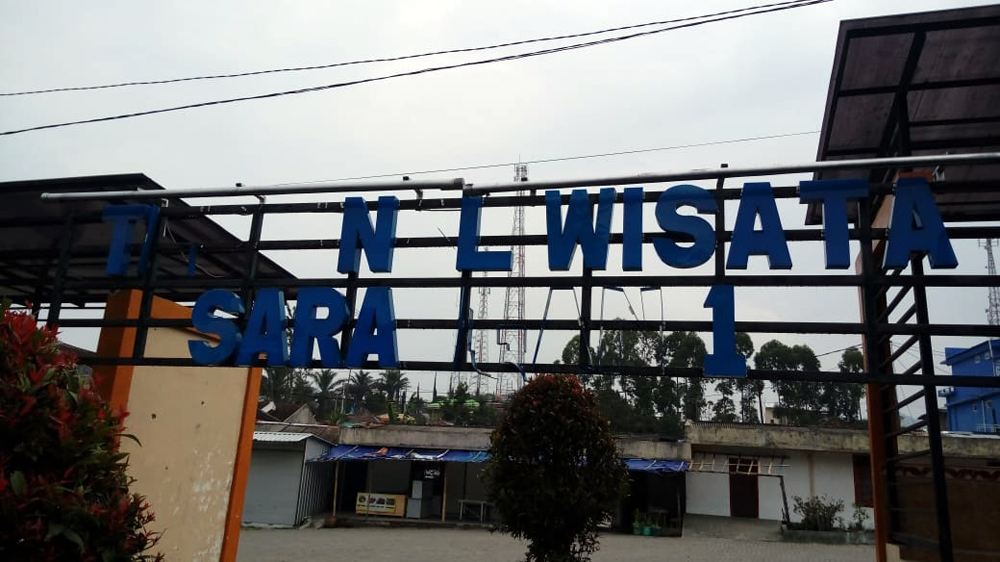 T N L WISATA
SARA 1